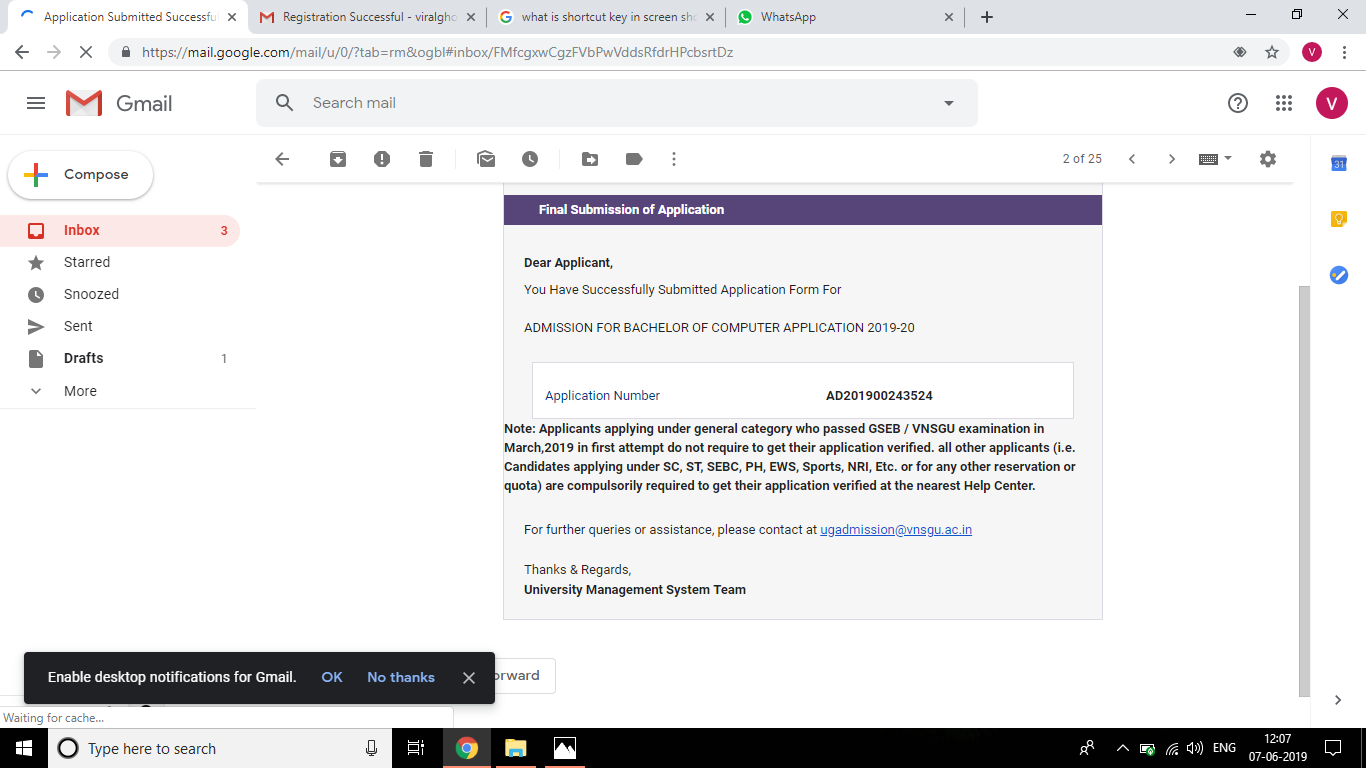 Application Submitted Successfu
Registration Successful - viralgho
what is shortcut key in screen sho
WhatsApp
https://mail.google.com/mail/u/0/?tab=rm&ogbl#inbox/FMfcgxwCgzFVbPwVddsRfdrHPcbsrtDz
V
Gmail
Search mail
V
Compose
2 of 25
31
Inbox 3
Starred
Snoozed
Sent
Drafts 1
More
Final Submission of Application
Dear Applicant,
You Have Successfully Submitted Application Form For
ADMISSION FOR BACHELOR OF COMPUTER APPLICATION 2019-20
Application Number AD201900243524
Note: Applicants applying under general category who passed GSEB / VNSGU examination in
March,2019 in first attempt do not require to get their application verified. all other applicants (i.e.
Candidates applying under SC, ST, SEBC, PH, EWS, Sports, NRI, Etc. or for any other reservation or
quota) are compulsorily required to get their application verified at the nearest Help Center.
For further queries or assistance, please contact at ugadmission@vnsgu.ac.in
Thanks & Regards,
University Management System Team
Enable desktop notifications for Gmail. OK No thanks
orward
Waiting for cache...
Type here to search
ENG
12:07
07-06-2019